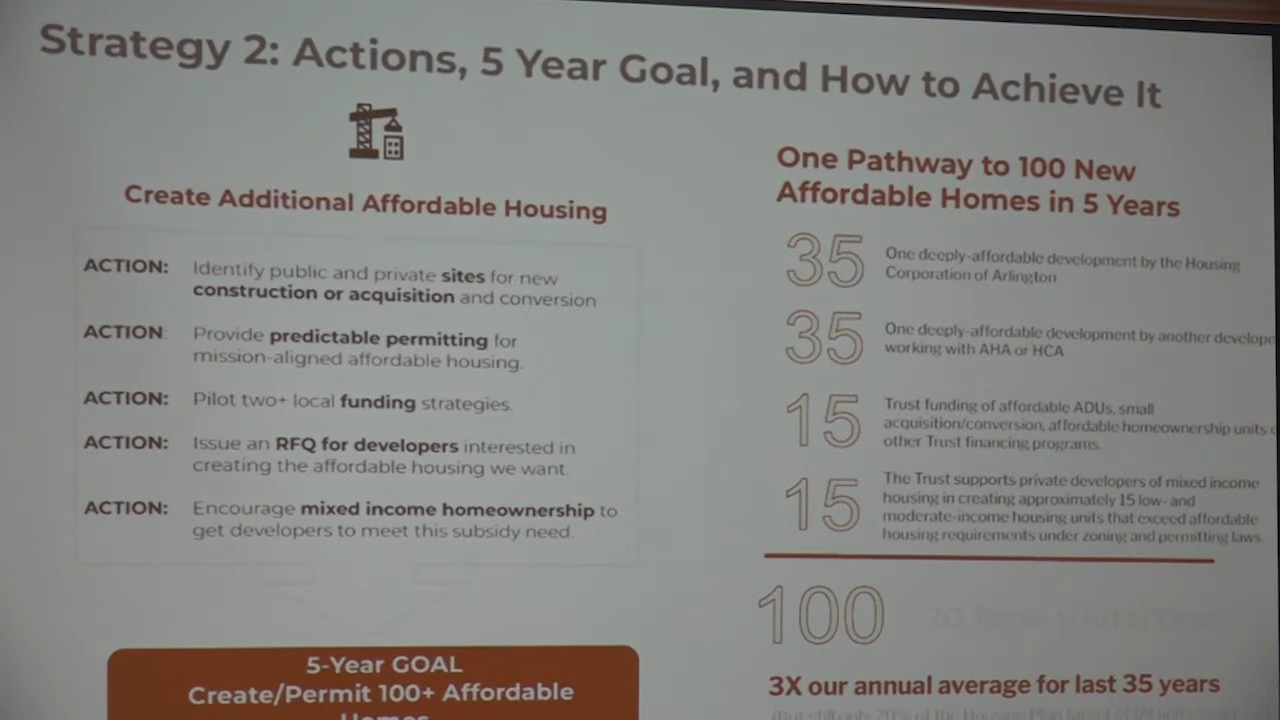 Strategy 2: Actions, 5 Year Goal, and How to Achieve It
Create Additional Affordable Housing
ACTION: Identify public and private sites for new
construction or acquisition and conversion
ACTION: Provide predictable permitting for
mission-aligned affordable housing.
ACTION: Pilot two+ local funding strategies.
ACTION: Issue an RFQ for developers interested in
creating the affordable housing we want.
ACTION: Encourage mixed income homeownership to
get developers to meet this subsidy need.
5-Year GOAL
Create/Permit 100+ Affordable
Homes
One Pathway to 100 New
Affordable Homes in 5 Years
35 One deeply-affordable development by the Housing
Corporation of Arlington
35 One deeply-affordable development by another develope
working with AHA or HCA
15 Trust funding of affordable ADUs, small
acquisition/conversion, affordable homeownership units
other Trust financing programs.
15 The Trust supports private developers of mixed income
housing in creating approximately 15 low- and
moderate-income housing units that exceed affordable
housing requirements under zoning and permitting laws.
100
3X our annual average for last 35 years